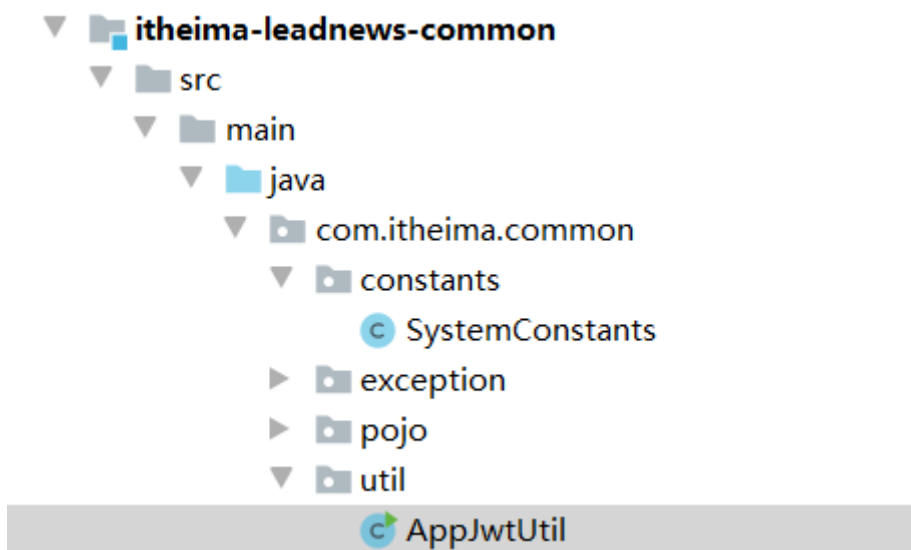 itheima-leadnews-common
src
main
java
com.itheima.common
constants
SystemConstants
exception
pojo
util
AppJwtUtil